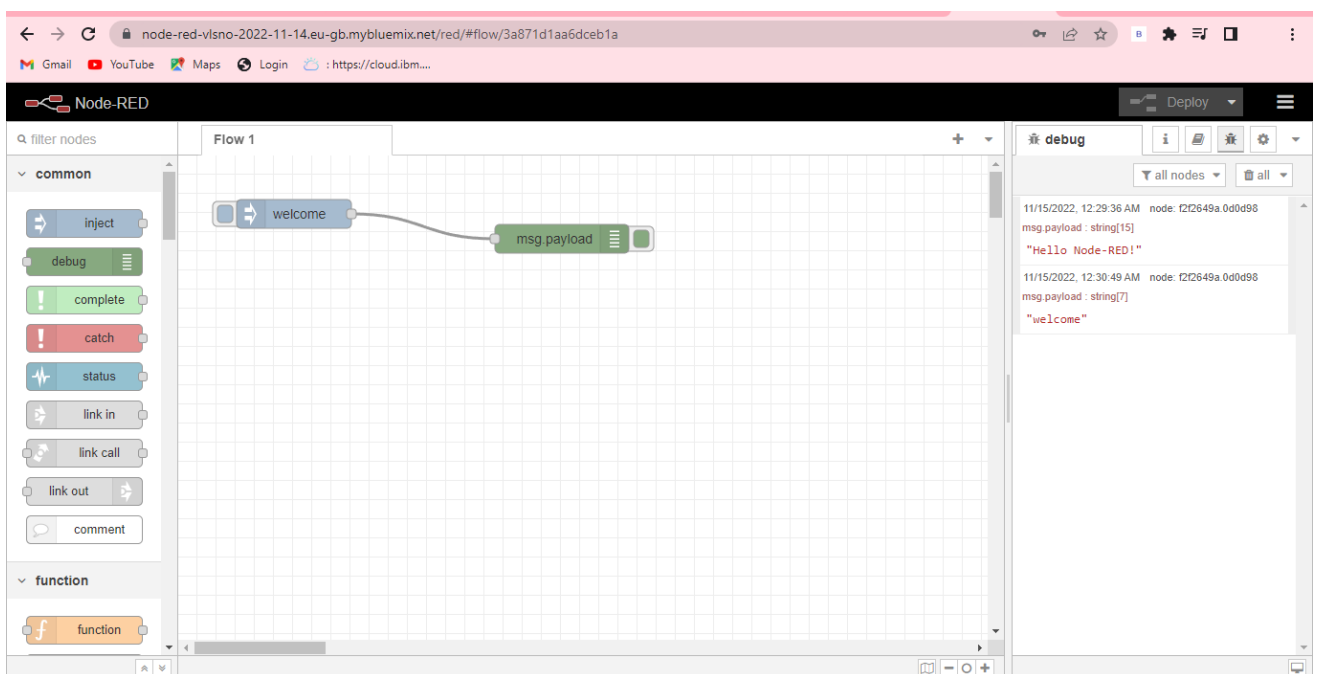 node-red-vlsno-2022-11-14.eu-gb.mybluemix.net/red/#flow/3a871d1aa6dceb1a
B
Gmail YouTube Maps Login : https://cloud.ibm....
Node-RED Deploy
filter nodes Flow 1 debug i
common all nodes all
inject welcome
debug msg.payload
complete
catch
status
link in
link call
link out
comment
function
f function
11/15/2022, 12:29:36 AM node: f2f2649a.0d0d98
msg.payload : string[15]
"Hello Node-RED!"
11/15/2022, 12:30:49 AM node: f2f2649a.0d0d98
msg.payload : string[7]
"welcome"